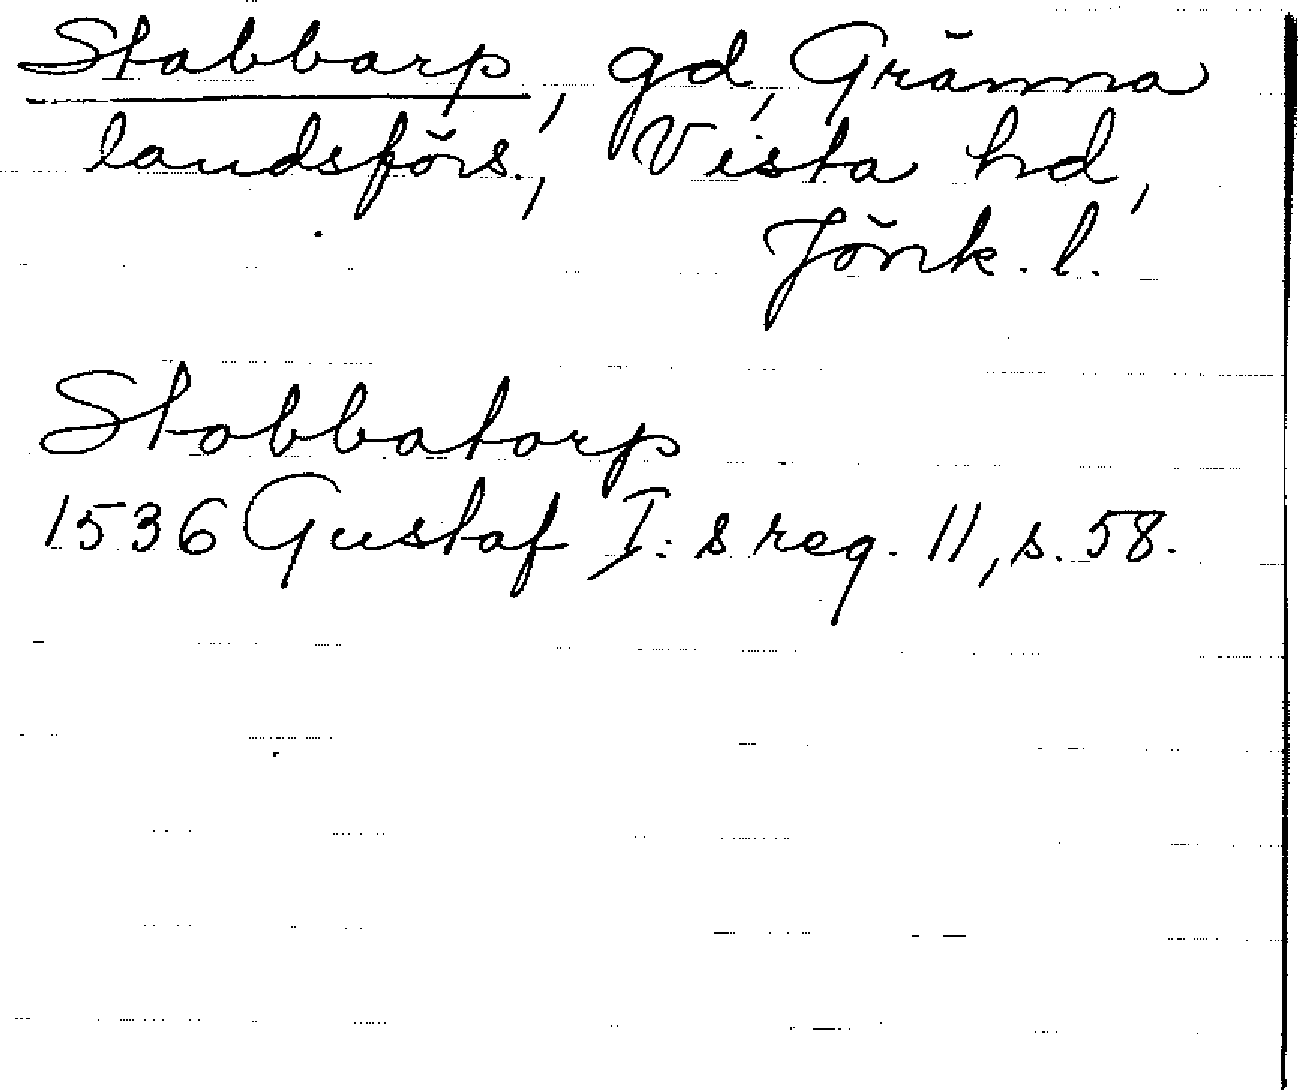 Stabbarp, gd, Gränna
landsförs., Vista hd,
Jönk. l.
Stobbatorp
1536 Gustaf I:s reg. 11, s. 58.